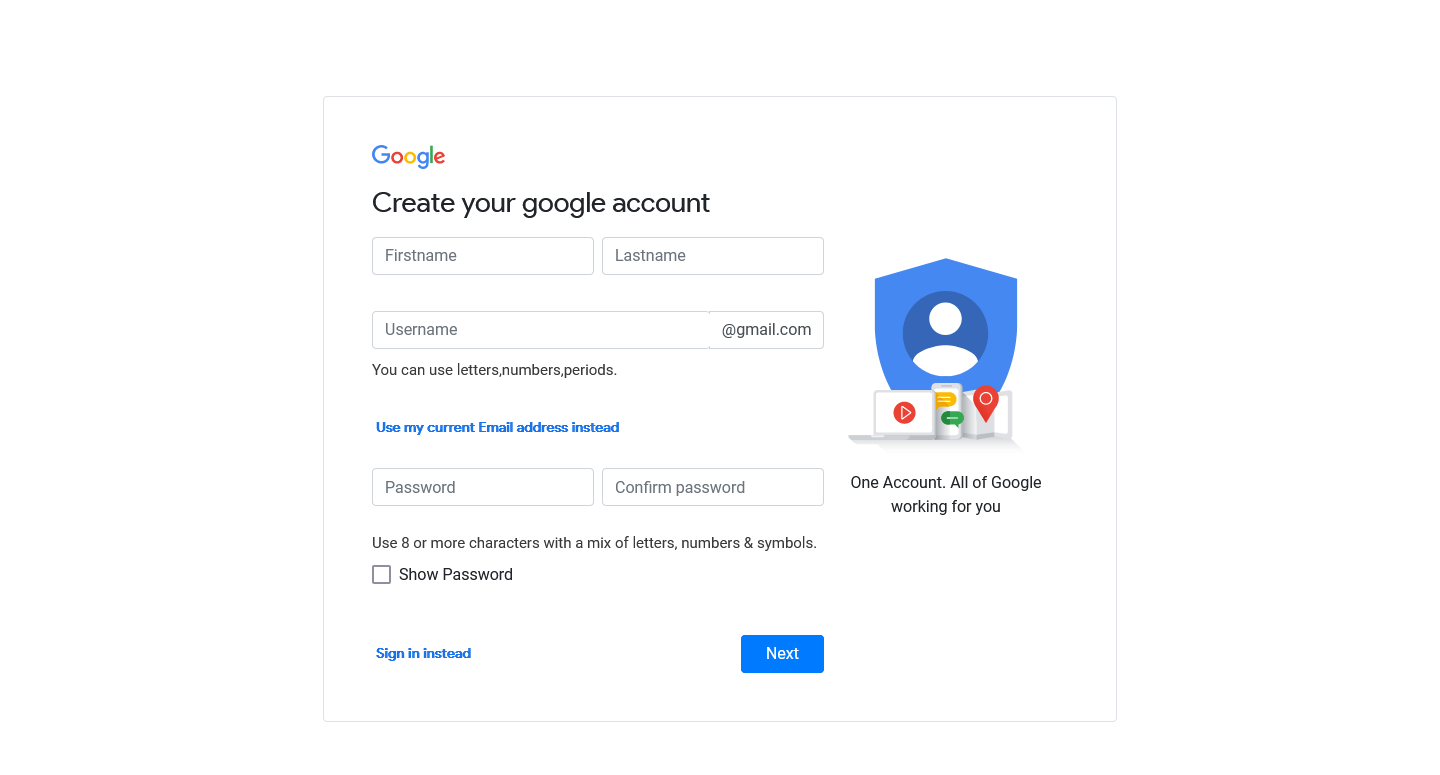 Google
Create your google account
Firstname
Lastname
Username
@gmail.com
You can use letters,numbers,periods.
Use my current Email address instead
Password
Confirm password
Use 8 or more characters with a mix of letters, numbers & symbols.
Show Password
Sign in instead
Next
One Account. All of Google
working for you